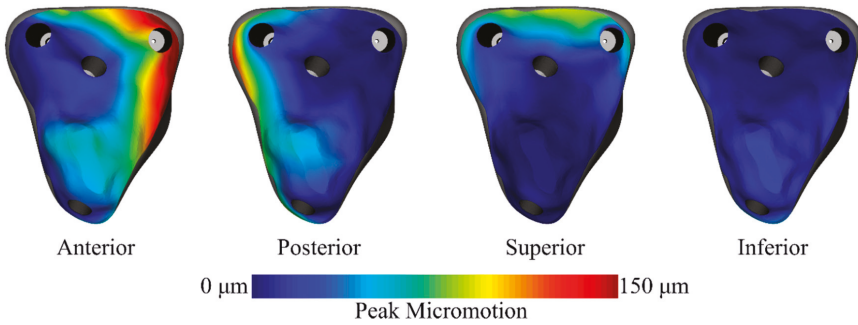 Anterior
Posterior
Superior
Inferior
0 μm
150 μm
Peak Micromotion